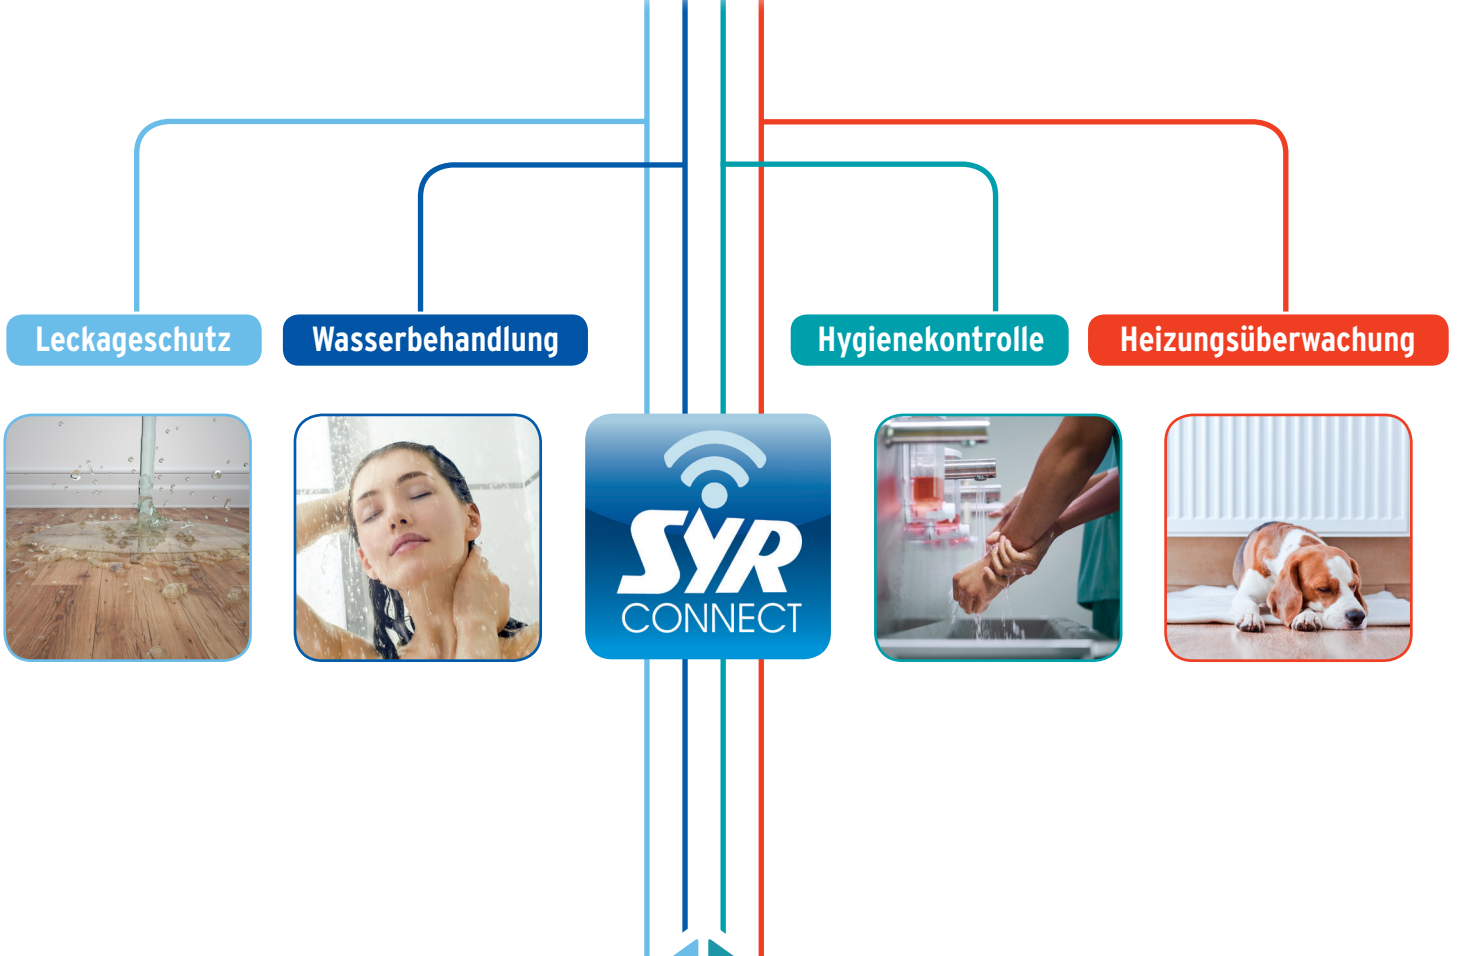 Leckageschutz
Wasserbehandlung
Hygienekontrolle
Heizungsüberwachung
SYR
CONNECT